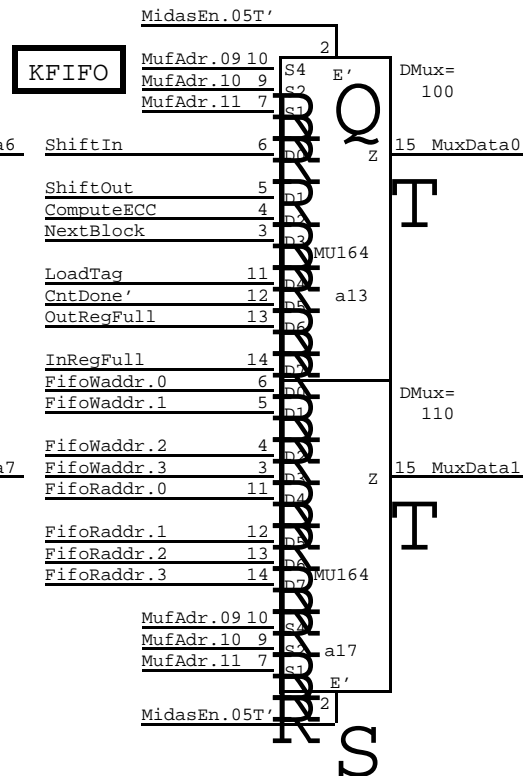 MidasEn.05T'
2
KFIFO
MufAdr.09 10 S4 E' DMux=
MufAdr.10 9 S2 Q 100
MufAdr.11 7 S1
a6 ShiftIn 6 D0 Z 15 MuxData0
ShiftOut 5 D1 T
ComputeECC 4 D2
NextBlock 3 D3
MU164
LoadTag 11 D4
CntDone' 12 D5 a13
OutRegFull 13 D6
InRegFull 14 D7
FifoWaddr.0 6 D0 DMux=
FifoWaddr.1 5 D1 110
FifoWaddr.2 4 D2
a7 FifoWaddr.3 3 D3 Z 15 MuxData1
FifoRaddr.0 11 D4
FifoRaddr.1 12 D5 T
FifoRaddr.2 13 D6
FifoRaddr.3 14 D7 MU164
MufAdr.09 10 S4
MufAdr.10 9 S2 a17
MufAdr.11 7 S1
E'
2
MidasEn.05T'
S